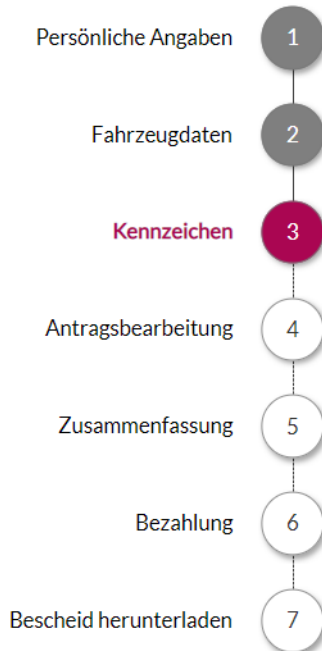 Persönliche Angaben 1
Fahrzeugdaten 2
Kennzeichen 3
Antragsbearbeitung 4
Zusammenfassung 5
Bezahlung 6
Bescheid herunterladen 7